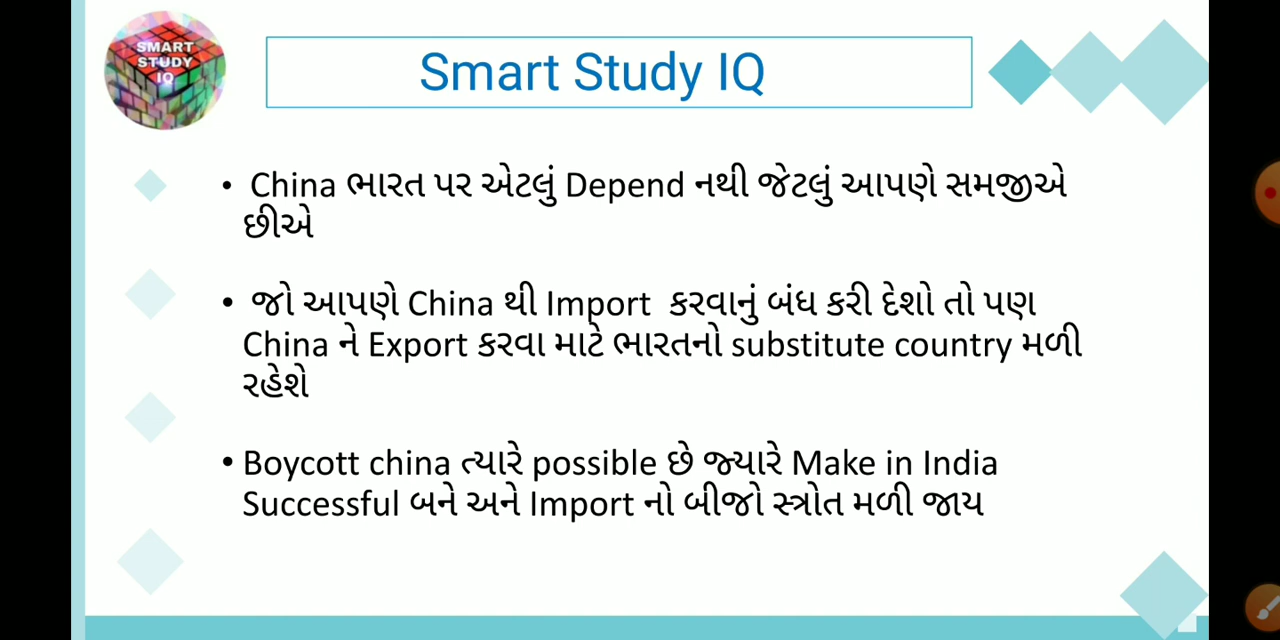 SMART
STUDY
IQ
Smart Study IQ
• China ભારત પર એટલું Depend નથી જેટલું આપણે સમજીએ
છીએ
• જો આપણે China થી Import કરવાનું બંધ કરી દેશો તો પણ
China ને Export કરવા માટે ભારતનો substitute country મળી
રહેશે
• Boycott china ત્યારે possible છે જ્યારે Make in India
Successful બને અને Import નો બીજો સ્ત્રોત મળી જાય